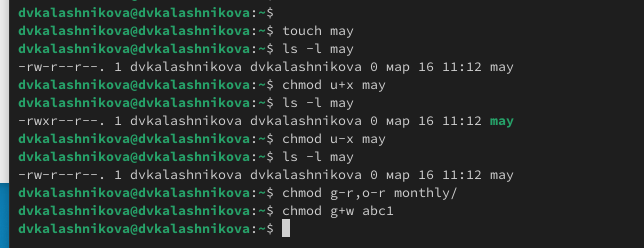 dvkalashnikova@dvkalashnikova:~$
dvkalashnikova@dvkalashnikova:~$ touch may
dvkalashnikova@dvkalashnikova:~$ ls -l may
-rw-r--r--. 1 dvkalashnikova dvkalashnikova 0 мар 16 11:12 may
dvkalashnikova@dvkalashnikova:~$ chmod u+x may
dvkalashnikova@dvkalashnikova:~$ ls -l may
-rwxr--r--. 1 dvkalashnikova dvkalashnikova 0 мар 16 11:12 may
dvkalashnikova@dvkalashnikova:~$ chmod u-x may
dvkalashnikova@dvkalashnikova:~$ ls -l may
-rw-r--r--. 1 dvkalashnikova dvkalashnikova 0 мар 16 11:12 may
dvkalashnikova@dvkalashnikova:~$ chmod g-r,o-r monthly/
dvkalashnikova@dvkalashnikova:~$ chmod g+w abc1
dvkalashnikova@dvkalashnikova:~$